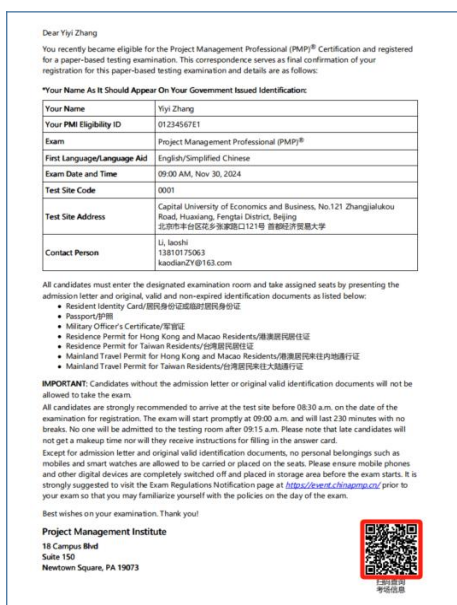 Dear Yiyi Zhang
You recently became eligible for the Project Management Professional (PMP)® Certification and registered
for a paper-based testing examination. This correspondence serves as final confirmation of your
registration for this paper-based testing examination and details are as follows:
*Your Name As It Should Appear On Your Government Issued Identification:
Your Name Yiyi Zhang
Your PMI Eligibility ID 01234567E1
Exam Project Management Professional (PMP)®
First Language/Language Aid English/Simplified Chinese
Exam Date and Time 09:00 AM, Nov 30, 2024
Test Site Code 0001
Test Site Address Capital University of Economics and Business, No.121 Zhangjialukou
Road, Huaxiang, Fengtai District, Beijing
北京市丰台区花乡张家路口121号 首都经济贸易大学
Contact Person Li, laoshi
13810175063
kaodianZY@163.com
All candidates must enter the designated examination room and take assigned seats by presenting the
admission letter and original, valid and non-expired identification documents as listed below:
• Resident Identity Card/居民身份证或临时居民身份证
• Passport/护照
• Military Officer's Certificate/军官证
• Residence Permit for Hong Kong and Macao Residents/港澳居民居住证
• Residence Permit for Taiwan Residents/台湾居民居住证
• Mainland Travel Permit for Hong Kong and Macao Residents/港澳居民来往内地通行证
• Mainland Travel Permit for Taiwan Residents/台湾居民来往大陆通行证
IMPORTANT: Candidates without the admission letter or original valid identification documents will not be
allowed to take the exam.
All candidates are strongly recommended to arrive at the test site before 08:30 a.m. on the date of the
examination for registration. The exam will start promptly at 09:00 a.m. and will last 230 minutes with no
breaks. No one will be admitted to the testing room after 09:15 a.m. Please note that late candidates will
not get a makeup time nor will they receive instructions for filling in the answer card.
Except for admission letter and original valid identification documents, no personal belongings such as
mobiles and smart watches are allowed to be carried or placed on the seats. Please ensure mobile phones
and other digital devices are completely switched off and placed in storage area before the exam starts. It is
strongly suggested to visit the Exam Regulations Notification page at https://event.chinapmp.cn/ prior to
your exam so that you may familiarize yourself with the policies on the day of the exam.
Best wishes on your examination. Thank you!
Project Management Institute
18 Campus Blvd
Suite 150
Newtown Square, PA 19073
扫码查询
考场信息